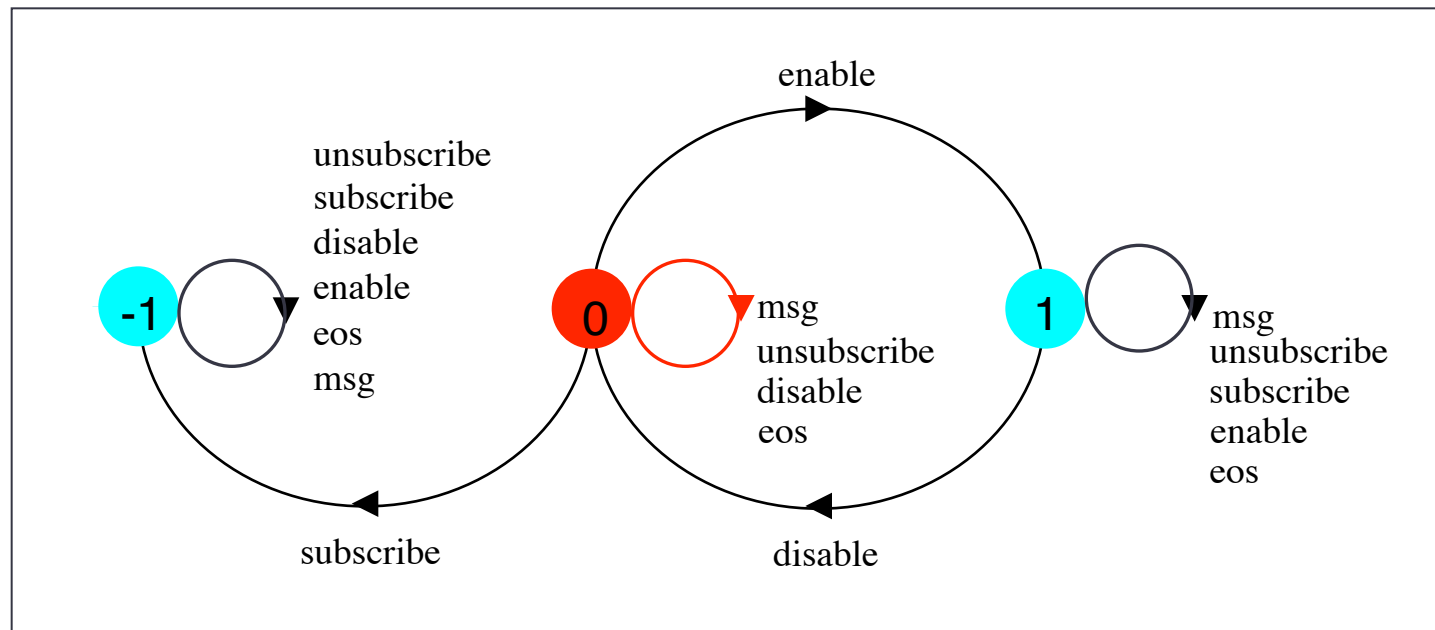 enable
unsubscribe
subscribe
disable
enable
eos
msg
-1
0
msg
unsubscribe
disable
eos
1
msg
unsubscribe
subscribe
enable
eos
subscribe
disable